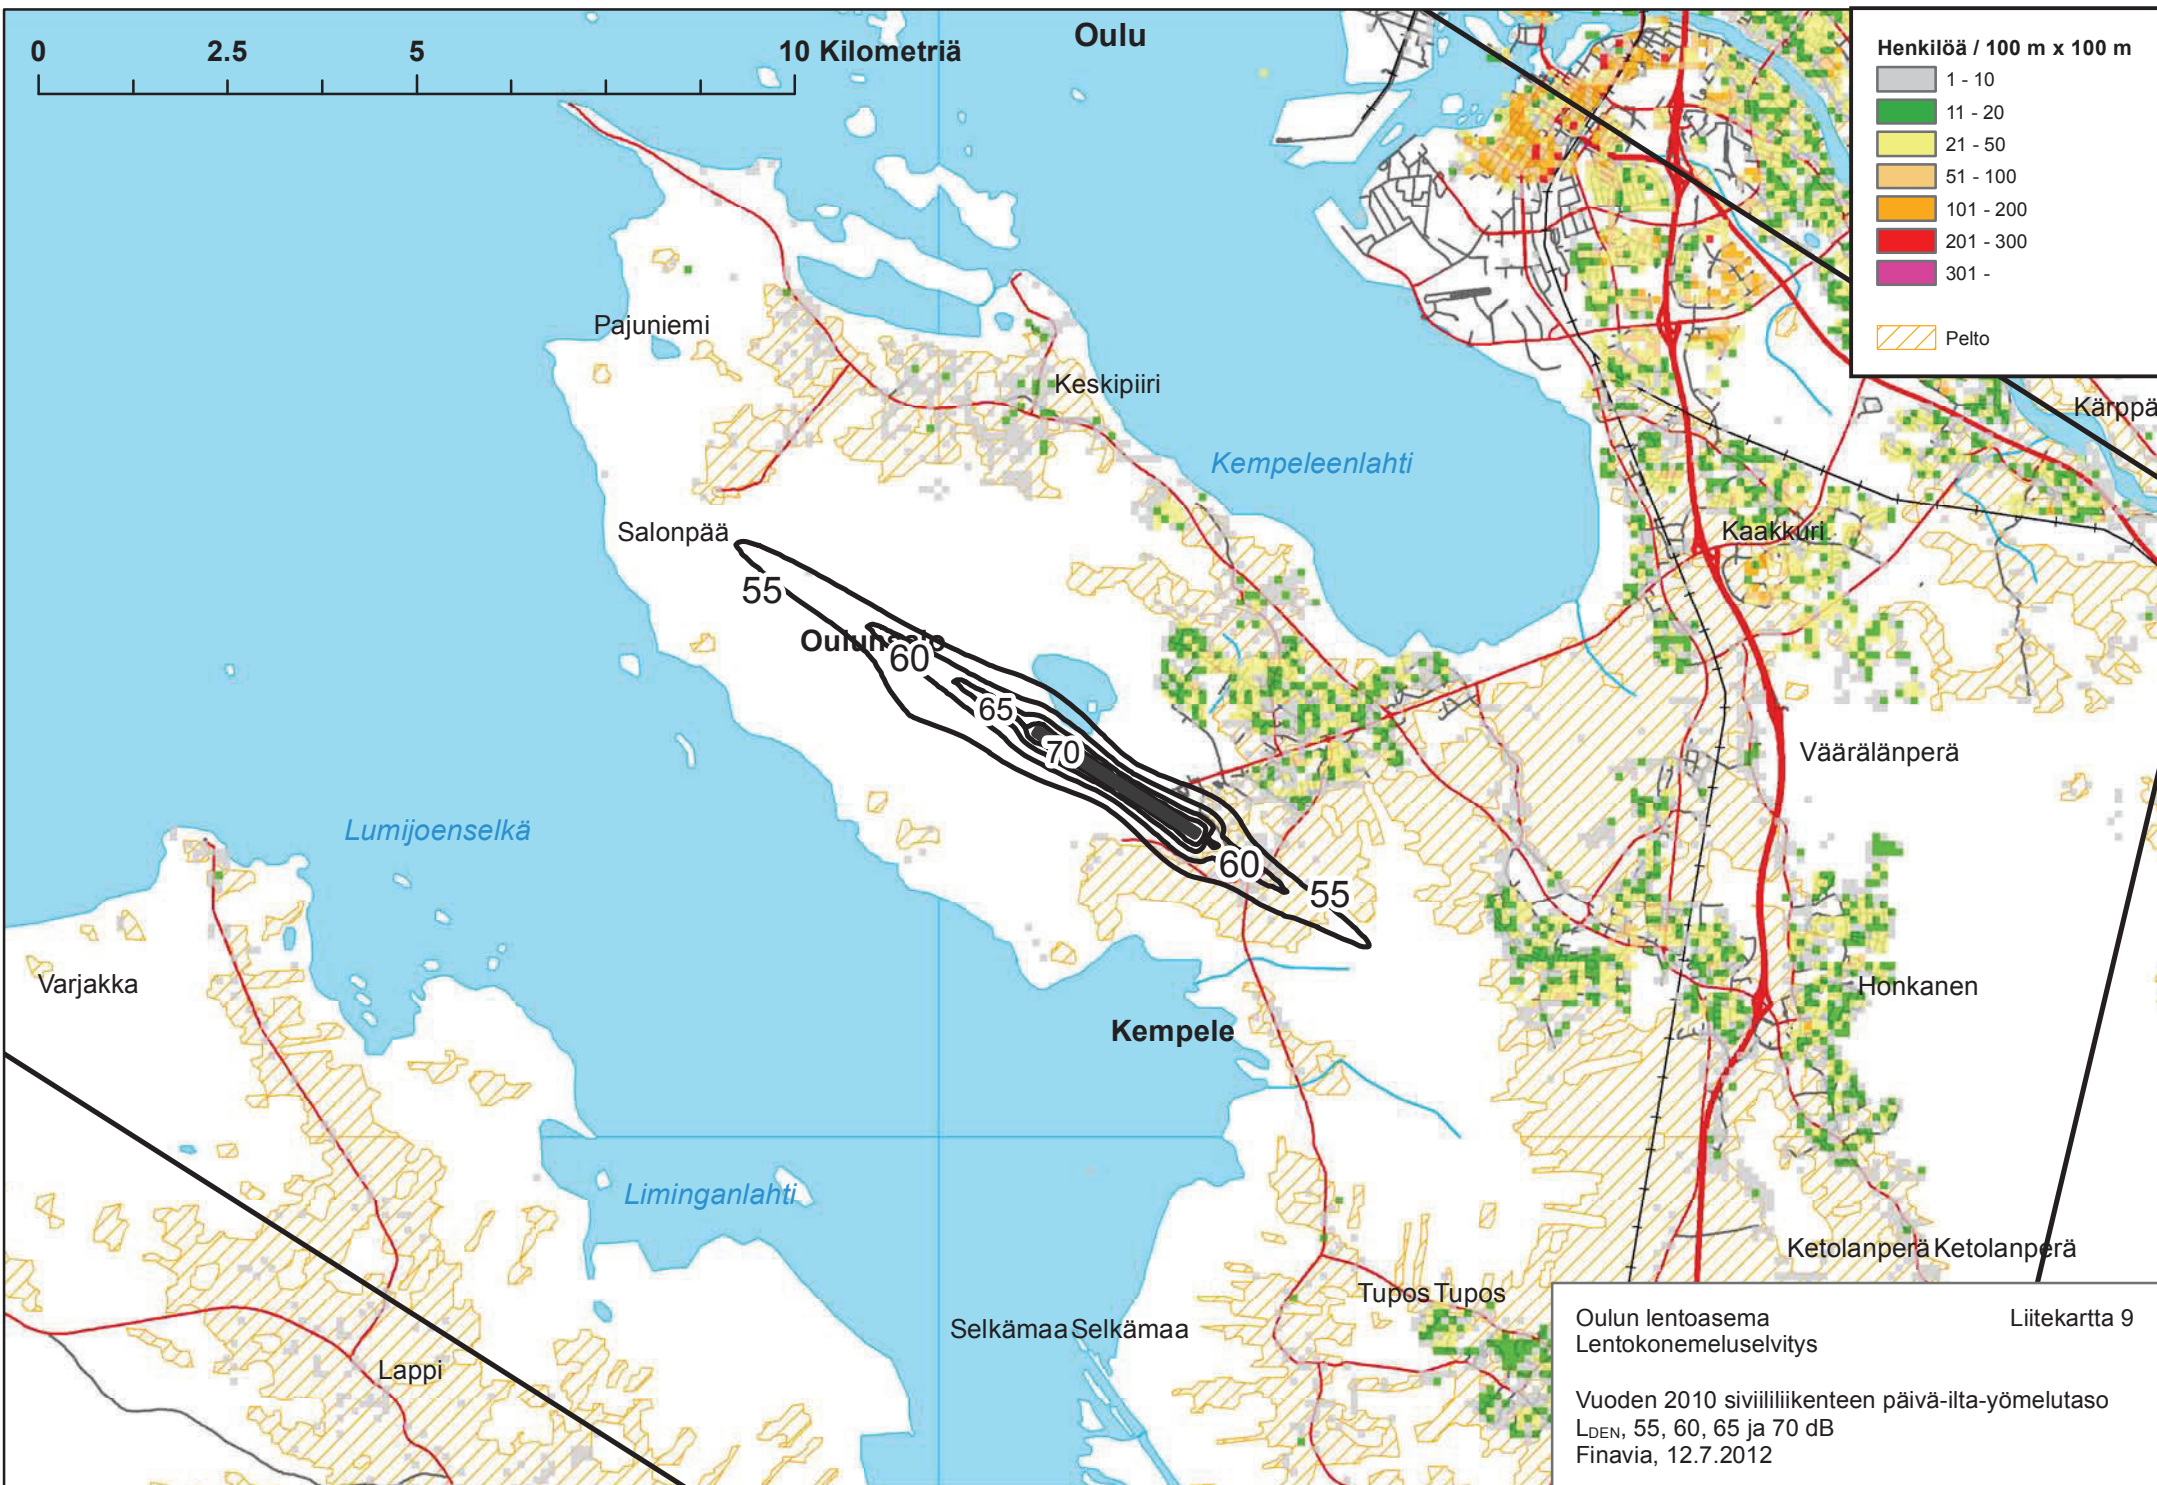 0 2.5 5 10 Kilometriä
Oulu
Henkilöä / 100 m x 100 m
1 - 10
11 - 20
21 - 50
51 - 100
101 - 200
201 - 300
301 -
Pelto
Pajuniemi
Keskipiiri
Kärppä
Kempeleenlahti
Salonpää
Kaakkuri
55
Oulunsalo
60
65
70
Väärälänperä
Lumijoenselkä
60
55
Varjakka
Honkanen
Kempele
Liminganlahti
Ketolanperä Ketolanperä
Tupos Tupos
Selkämaa Selkämaa
Lappi
Oulun lentoasema Liitekartta 9
Lentokonemeluselvitys
Vuoden 2010 siviililiikenteen päivä-ilta-yömelutaso
LDEN, 55, 60, 65 ja 70 dB
Finavia, 12.7.2012